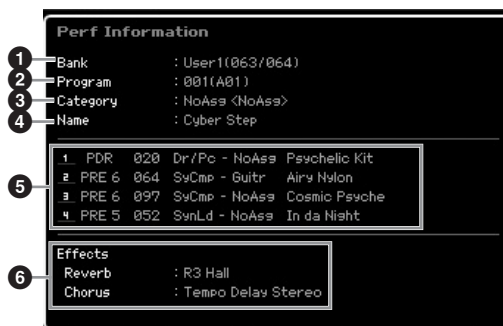 Perf Information
1 Bank : User1(063/064)
2 Program : 001(A01)
3 Category : NoAsg <NoAsg>
4 Name : Cyber Step
5
1 PDR 020 Dr/Pc - NoAsg Psychelic Kit
2 PRE 6 064 SyCmp - Guitr Airy Nylon
3 PRE 6 097 SyCmp - NoAsg Cosmic Psyche
4 PRE 5 052 SynLd - NoAsg In da Night
6
Effects
Reverb : R3 Hall
Chorus : Tempo Delay Stereo